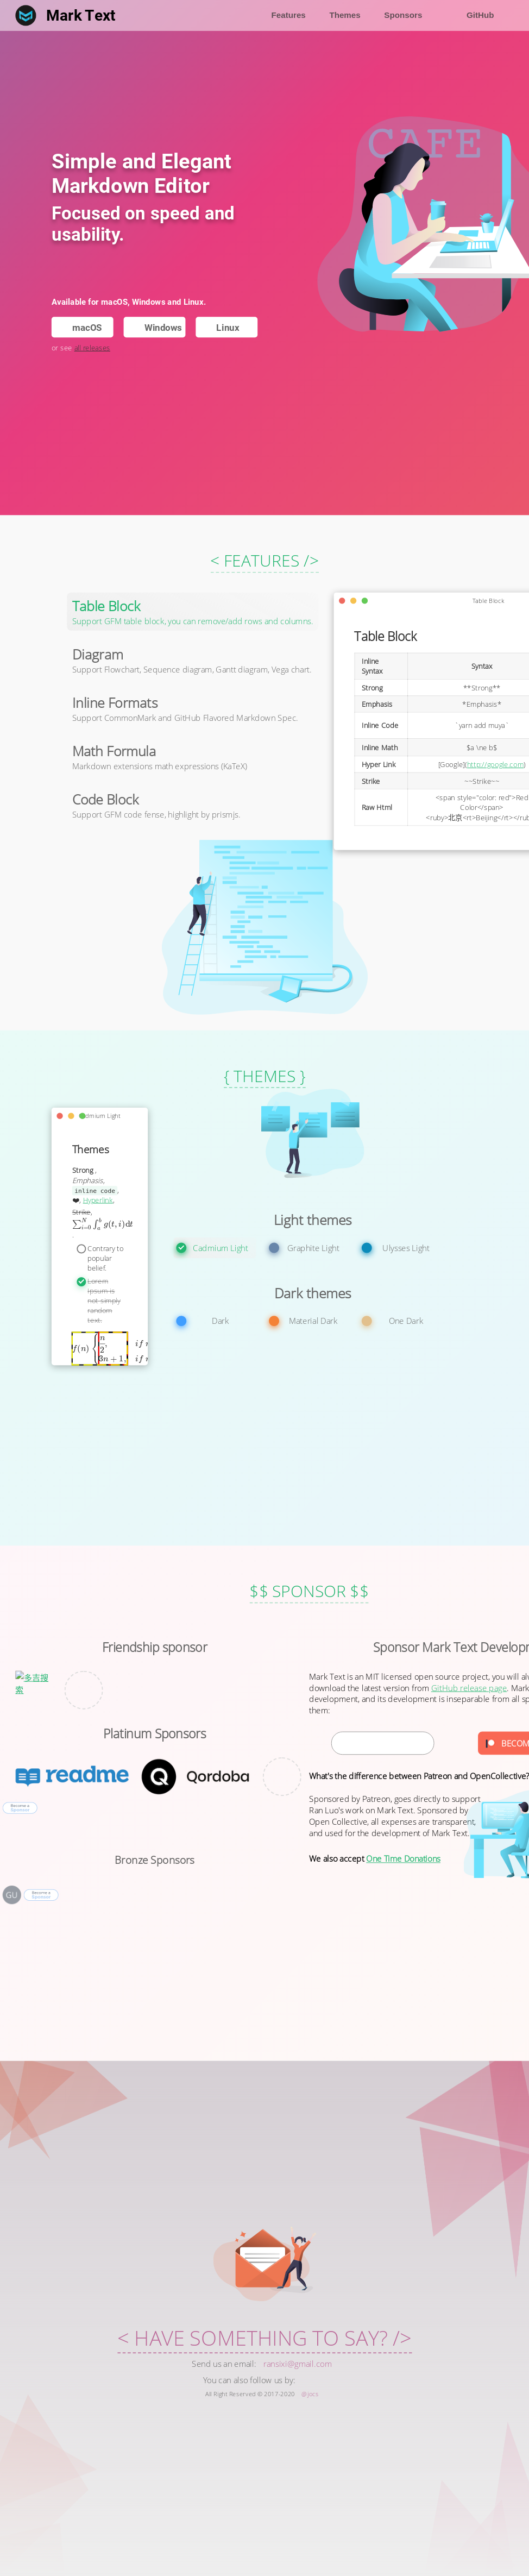 Mark Text
Features
Themes
Sponsors
GitHub
CAFE
Simple and Elegant
Markdown Editor
Focused on speed and
usability.
Available for macOS, Windows and Linux.
macOS
Windows
Linux
or see all releases
< FEATURES />
Table Block
Support GFM table block, you can remove/add rows and columns.
Diagram
Support Flowchart, Sequence diagram, Gantt diagram, Vega chart.
Inline Formats
Support CommonMark and GitHub Flavored Markdown Spec.
Math Formula
Markdown extensions math expressions (KaTeX)
Code Block
Support GFM code fense, highlight by prismjs.
Table Block
Table Block
Inline
Syntax
Syntax
Strong
**Strong**
Emphasis
*Emphasis*
Inline Code
`yarn add muya`
Inline Math
$a \ne b$
Hyper Link
[Google](http://google.com)
Strike
~~Strike~~
Raw Html
<span style="color: red">Red
Color</span>
<ruby>北京<rt>Beijing</rt></rub
{ THEMES }
dmium Light
Themes
Strong ,
Emphasis,
inline code ,
❤️, Hyperlink,
Strike,
∑_{i=0}^{N} ∫_{a}^{b} g(t, i)dt
.
Contrary to
popular
belief.
Lorem
Ipsum is
not simply
random
text.
f(n) { n/2, if
3n + 1, if
Light themes
Cadmium Light
Graphite Light
Ulysses Light
Dark themes
Dark
Material Dark
One Dark
$$ SPONSOR $$
Friendship sponsor
多吉搜
索
Platinum Sponsors
readme
Qordoba
Become a
Sponsor
Bronze Sponsors
GU
Become a
Sponsor
Sponsor Mark Text Developm
Mark Text is an MIT licensed open source project, you will al
download the latest version from GitHub release page. Mark
development, and its development is inseparable from all sp
them:
BECOM
What's the difference between Patreon and OpenCollective?
Sponsored by Patreon, goes directly to support
Ran Luo's work on Mark Text. Sponsored by
Open Collective, all expenses are transparent,
and used for the development of Mark Text.
We also accept One Time Donations
< HAVE SOMETHING TO SAY? />
Send us an email: ransixi@gmail.com
You can also follow us by:
All Right Reserved © 2017-2020 @Jocs